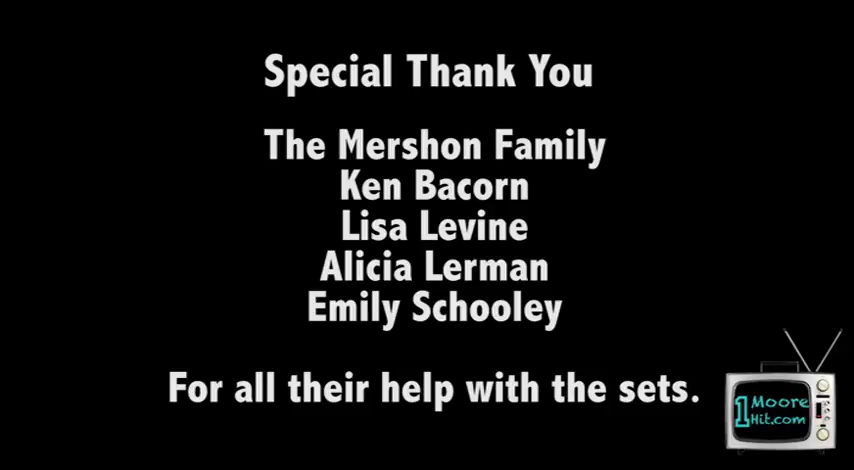 Special Thank You
The Mershon Family
Ken Bacorn
Lisa Levine
Alicia Lerman
Emily Schooley
For all their help with the sets.
1Moore
Hit.com